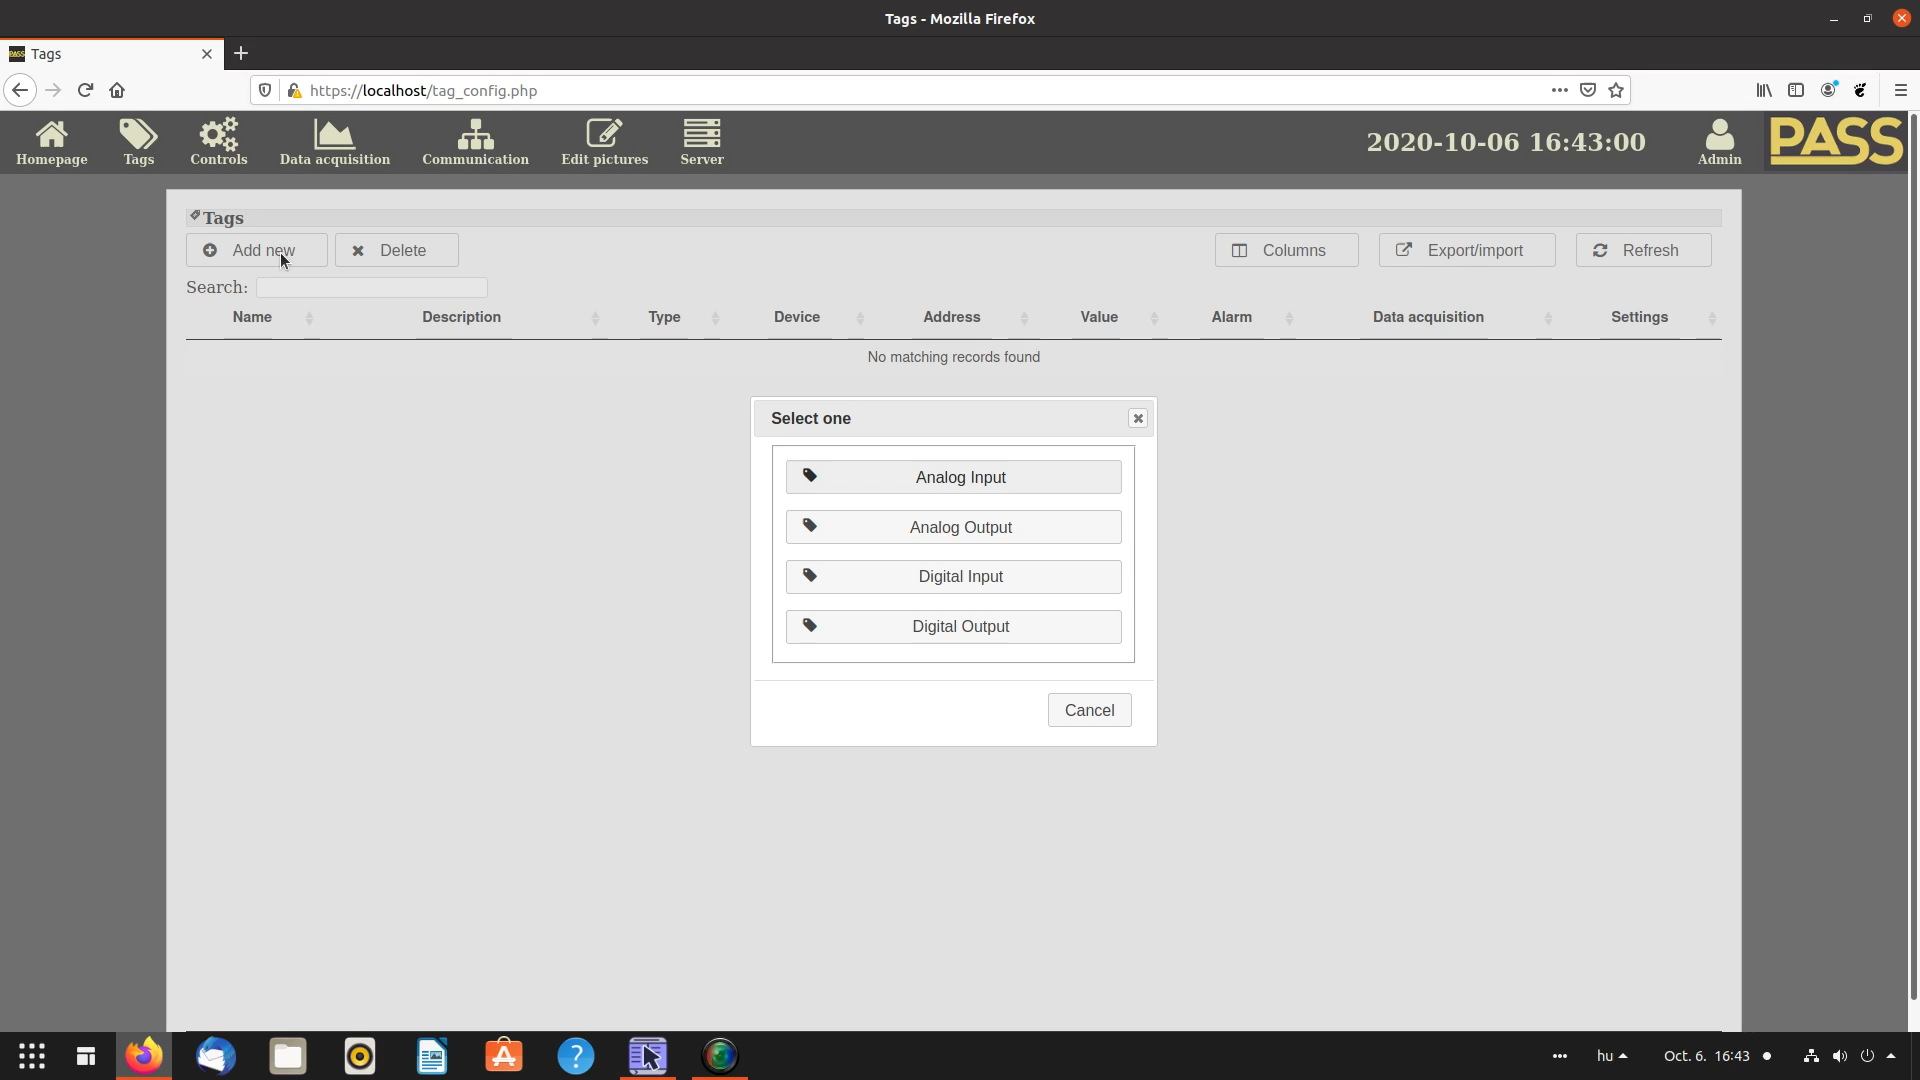 Tags - Mozilla Firefox
PASS Tags
https://localhost/tag_config.php
Homepage Tags Controls Data acquisition Communication Edit pictures Server 2020-10-06 16:43:00 Admin PASS
Tags
Add new Delete Columns Export/import Refresh
Search:
Name Description Type Device Address Value Alarm Data acquisition Settings
No matching records found
Select one
Analog Input
Analog Output
Digital Input
Digital Output
Cancel
hu Oct. 6. 16:43